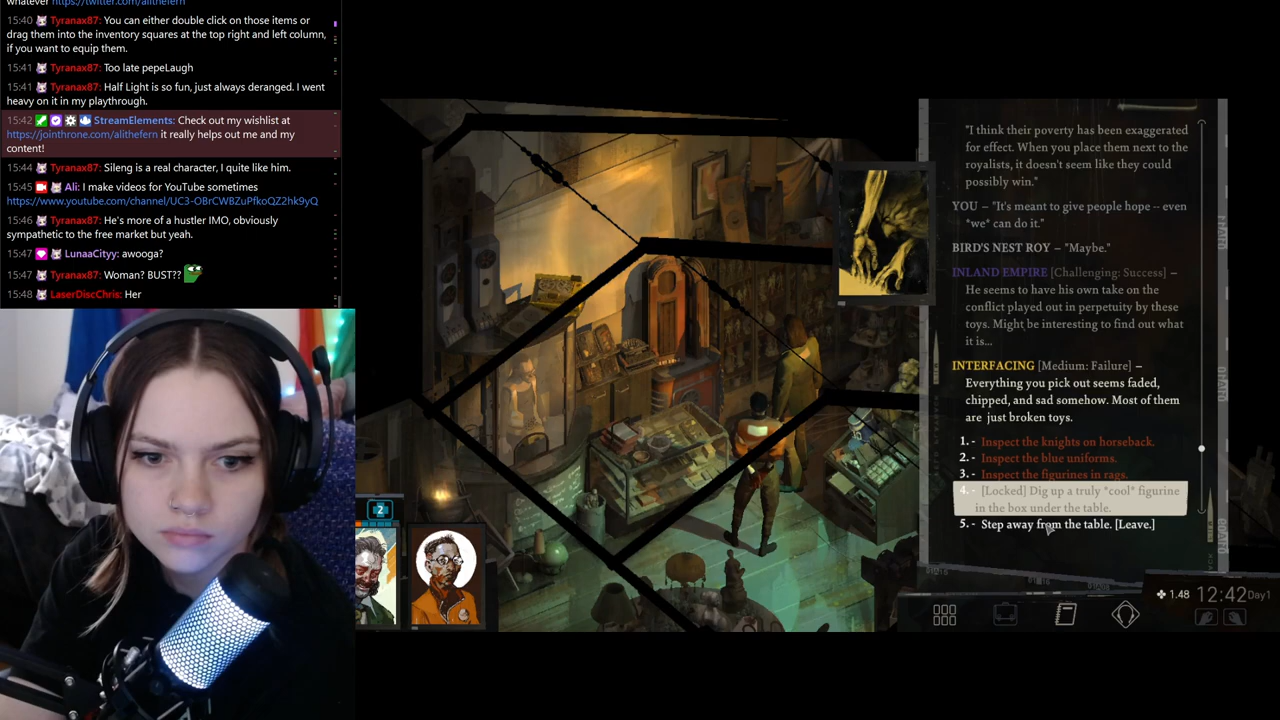 whatever https://twitter.com/alithefern
15:40 Tyranax87: You can either double click on those items or
drag them into the inventory squares at the top right and left column,
if you want to equip them.
15:41 Tyranax87: Too late pepeLaugh
15:41 Tyranax87: Half Light is so fun, just always deranged. I went
heavy on it in my playthrough.
15:42 StreamElements: Check out my wishlist at
https://jointhrone.com/alithefern it really helps out me and my
content!
15:44 Tyranax87: Sileng is a real character, I quite like him.
15:45 Ali: I make videos for YouTube sometimes
https://www.youtube.com/channel/UC3-OBrCWBZuPfkoQZ2hk9yQ
15:46 Tyranax87: He's more of a hustler IMO, obviously
sympathetic to the free market but yeah.
15:47 LunaaCityy: awooga?
15:47 Tyranax87: Woman? BUST??
15:48 LaserDiscChris: Her
"I think their poverty has been exaggerated
for effect. When you place them next to the
royalists, it doesn't seem like they could
possibly win."
YOU – "It's meant to give people hope -- even
*we* can do it."
BIRD'S NEST ROY – "Maybe."
INLAND EMPIRE [Challenging: Success] –
He seems to have his own take on the
conflict played out in perpetuity by these
toys. Might be interesting to find out what
it is...
INTERFACING [Medium: Failure] –
Everything you pick out seems faded,
chipped, and sad somehow. Most of them
are just broken toys.
1. - Inspect the knights on horseback.
2. - Inspect the blue uniforms.
3. - Inspect the figurines in rags.
4. - [Locked] Dig up a truly *cool* figurine
in the box under the table.
5. - Step away from the table. [Leave.]
2
1.48 12:42 Day1